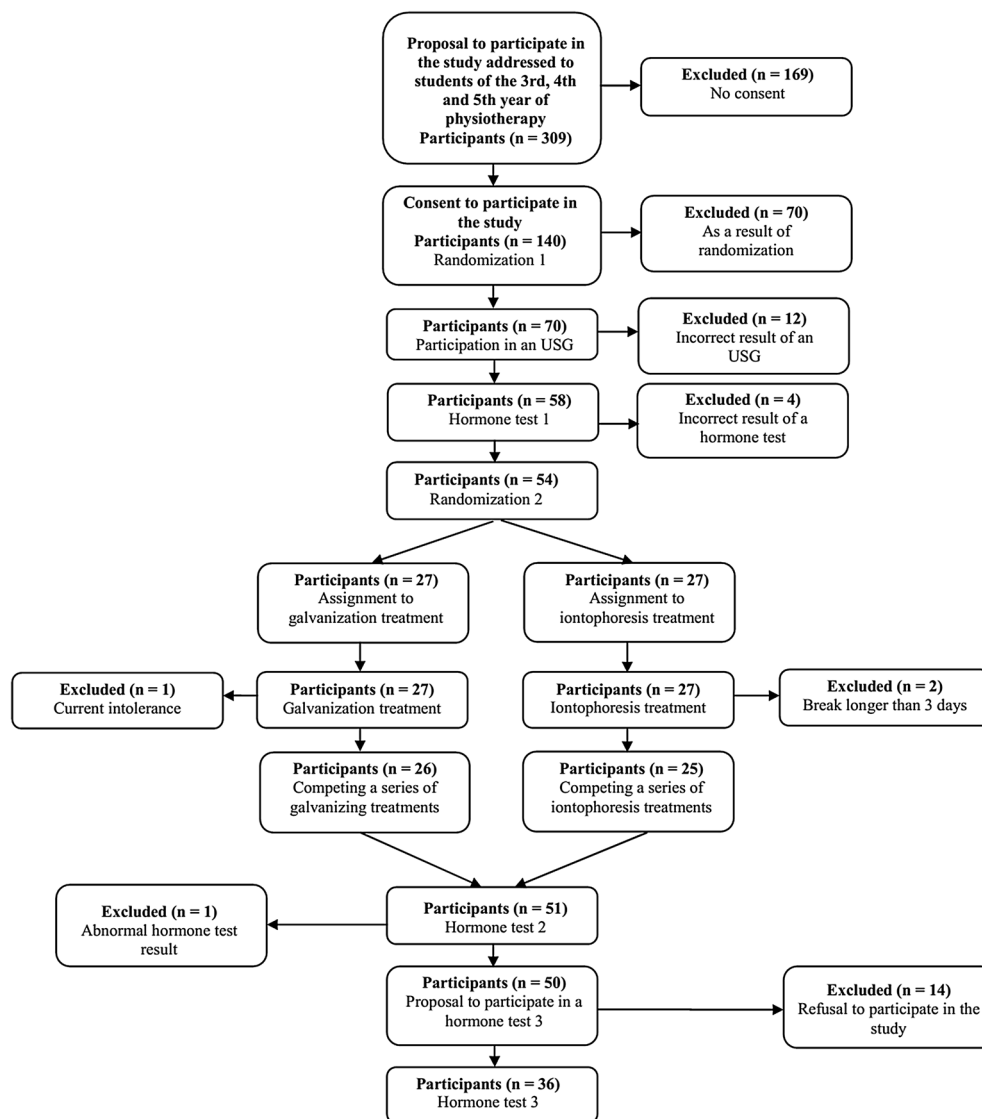 Proposal to participate in
the study addressed to
students of the 3rd, 4th
and 5th year of
physiotherapy
Participants (n = 309)
Excluded (n = 169)
No consent
Consent to participate in
the study
Participants (n = 140)
Randomization 1
Excluded (n = 70)
As a result of
randomization
Participants (n = 70)
Participation in an USG
Excluded (n = 12)
Incorrect result of an
USG
Participants (n = 58)
Hormone test 1
Excluded (n = 4)
Incorrect result of a
hormone test
Participants (n = 54)
Randomization 2
Participants (n = 27)
Assignment to
galvanization treatment
Participants (n = 27)
Assignment to
iontophoresis treatment
Excluded (n = 1)
Current intolerance
Participants (n = 27)
Galvanization treatment
Participants (n = 27)
Iontophoresis treatment
Excluded (n = 2)
Break longer than 3 days
Participants (n = 26)
Competing a series of
galvanizing treatments
Participants (n = 25)
Competing a series of
iontophoresis treatments
Excluded (n = 1)
Abnormal hormone test
result
Participants (n = 51)
Hormone test 2
Participants (n = 50)
Proposal to participate in a
hormone test 3
Excluded (n = 14)
Refusal to participate in the
study
Participants (n = 36)
Hormone test 3